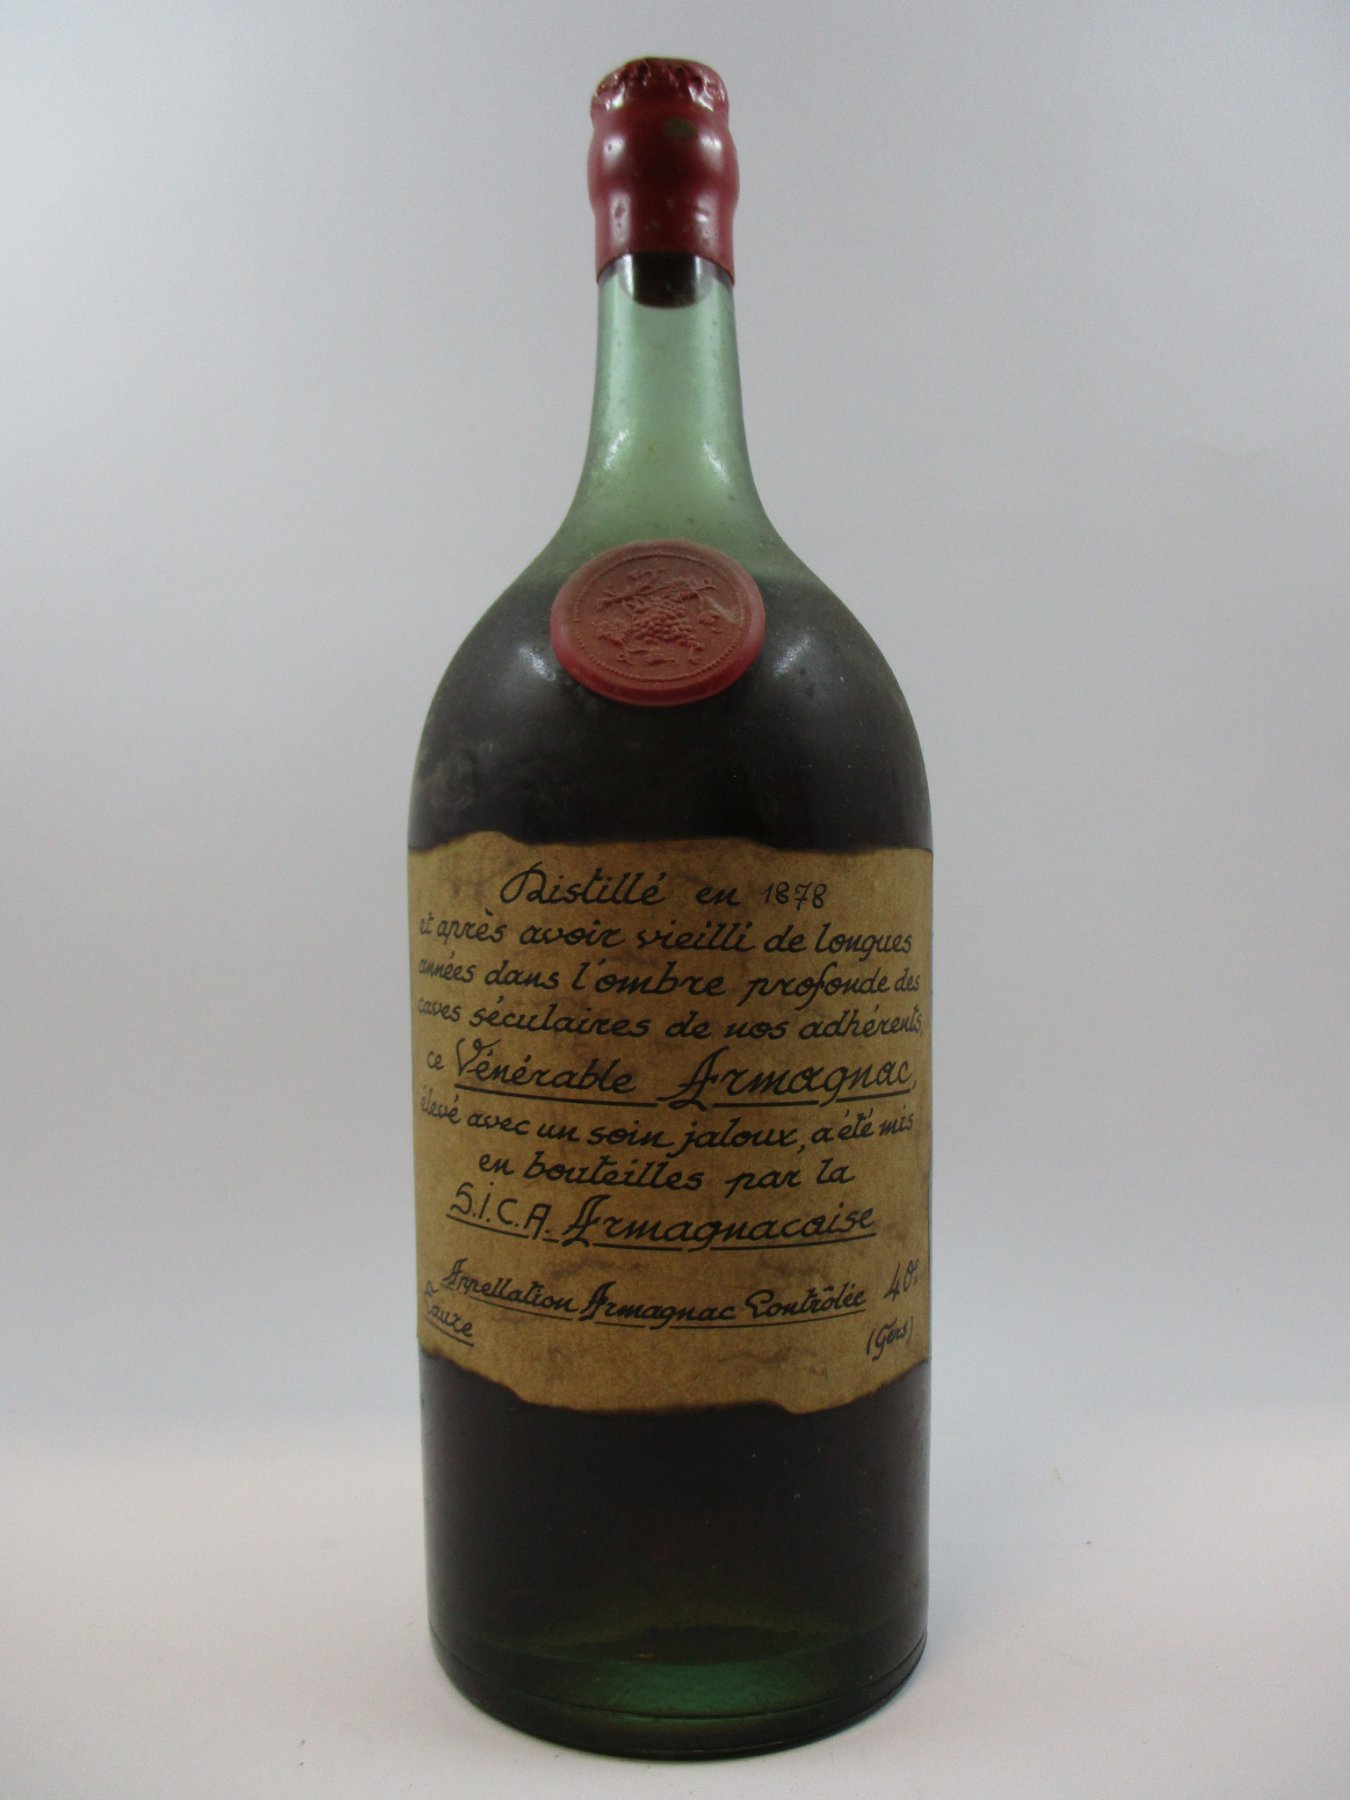 Distillé en 1878
et après avoir vieilli de longues
années dans l'ombre profonde des
caves séculaires de nos adhérents,
ce Vénérable Armagnac,
élevé avec un soin jaloux, a été mis
en bouteilles par la
S.I.C.A. Armagnacaise
Appellation Armagnac Contrôlée 40°
(Gers)